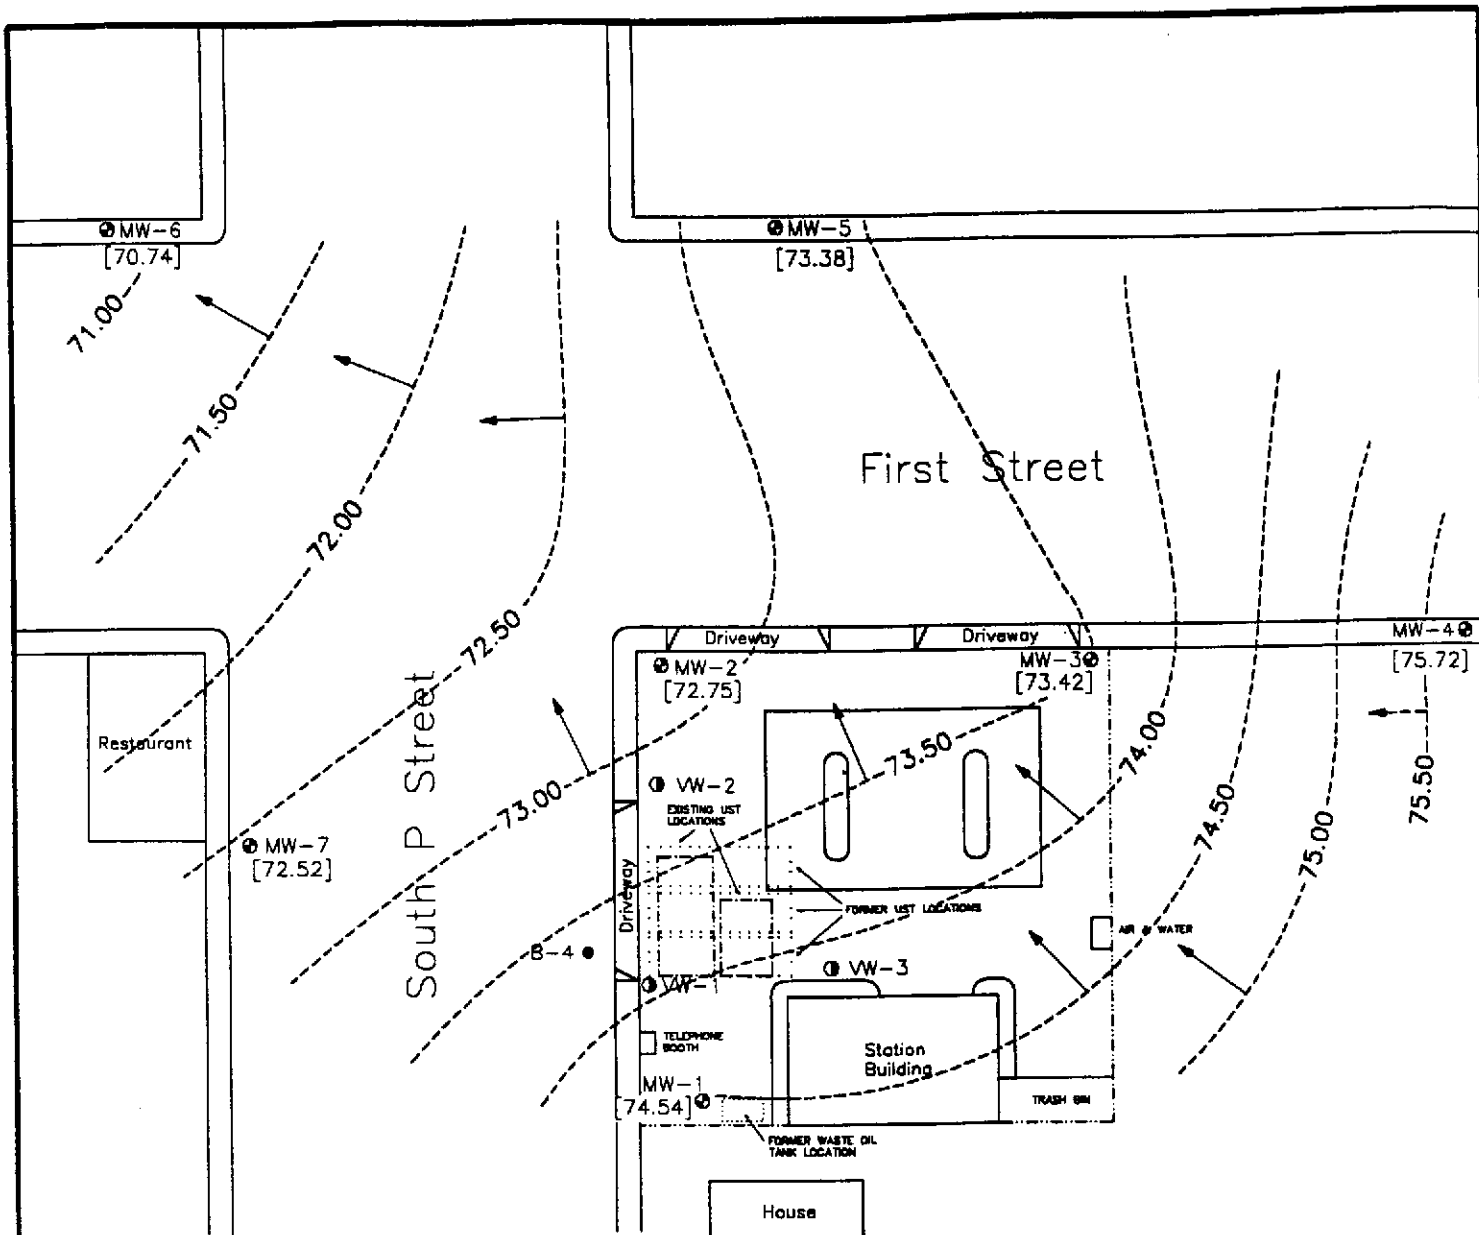 MW-6
[70.74]
MW-5
[73.38]
71.00
71.50
72.00
72.50
First Street
Driveway
Driveway
MW-4
[75.72]
MW-2
[72.75]
MW-3
[73.42]
South P Street
Restaurant
73.00
73.50
74.00
74.50
75.00
75.50
VW-2
EXISTING UST
LOCATIONS
MW-7
[72.52]
Driveway
FORMER UST LOCATIONS
AIR & WATER
B-4
VW-1
VW-3
TELEPHONE
BOOTH
Station
Building
MW-1
[74.54]
TRASH BIN
FORMER WASTE OIL
TANK LOCATION
House